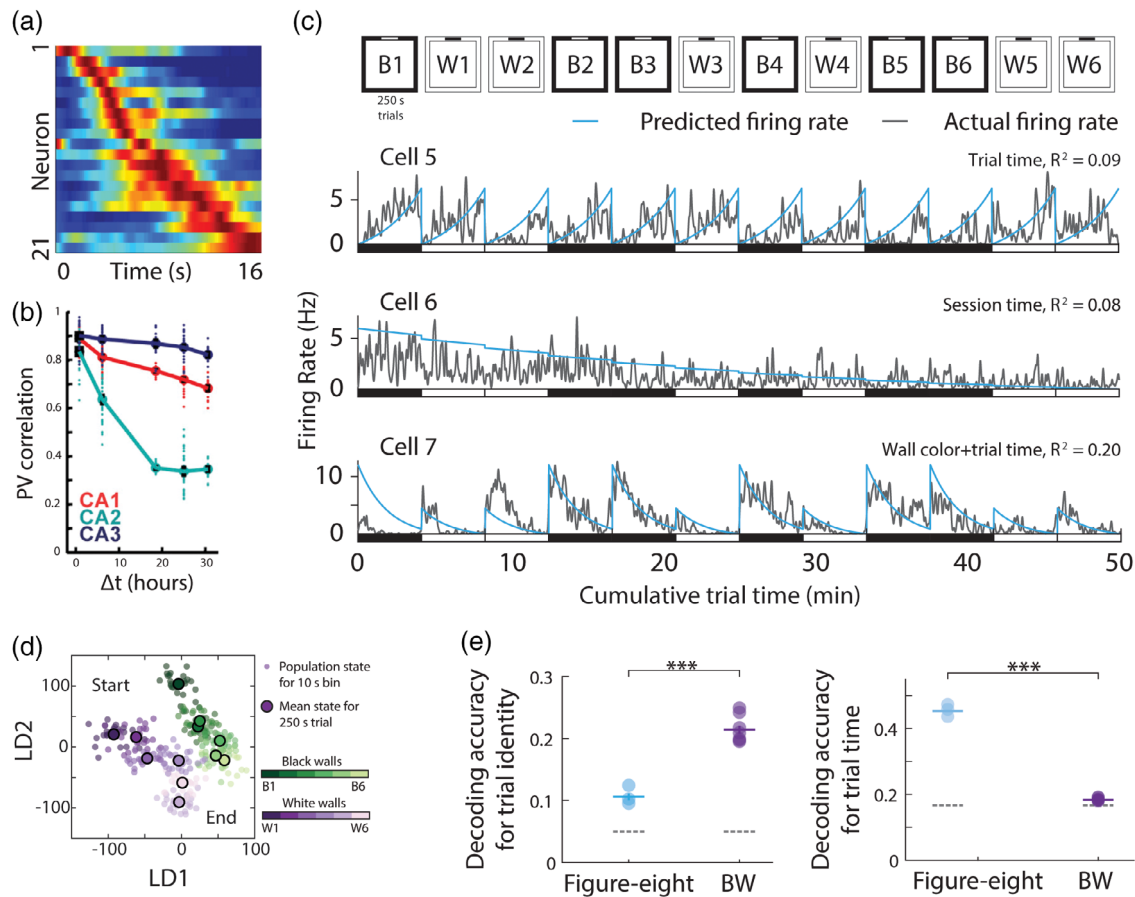 (a)
1
Neuron
21
0
Time (s)
16
(b)
1
0.8
0.6
0.4
0.2
0
PV correlation
CA1
CA2
CA3
0
10
20
30
Δt (hours)
(c)
B1
W1
W2
B2
B3
W3
B4
W4
B5
B6
W5
W6
250 s
trials
Predicted firing rate
Actual firing rate
Cell 5
Trial time, R² = 0.09
5
0
Cell 6
Session time, R² = 0.08
5
0
Firing Rate (Hz)
Cell 7
Wall color+trial time, R² = 0.20
10
0
0
10
20
30
40
50
Cumulative trial time (min)
(d)
Start
End
100
0
-100
LD2
-100
0
100
LD1
Population state
for 10 s bin
Mean state for
250 s trial
Black walls
B1
B6
White walls
W1
W6
(e)
***
0.3
0.2
0.1
0
Decoding accuracy
for trial identity
Figure-eight
BW
***
0.4
0.2
0
Decoding accuracy
for trial time
Figure-eight
BW